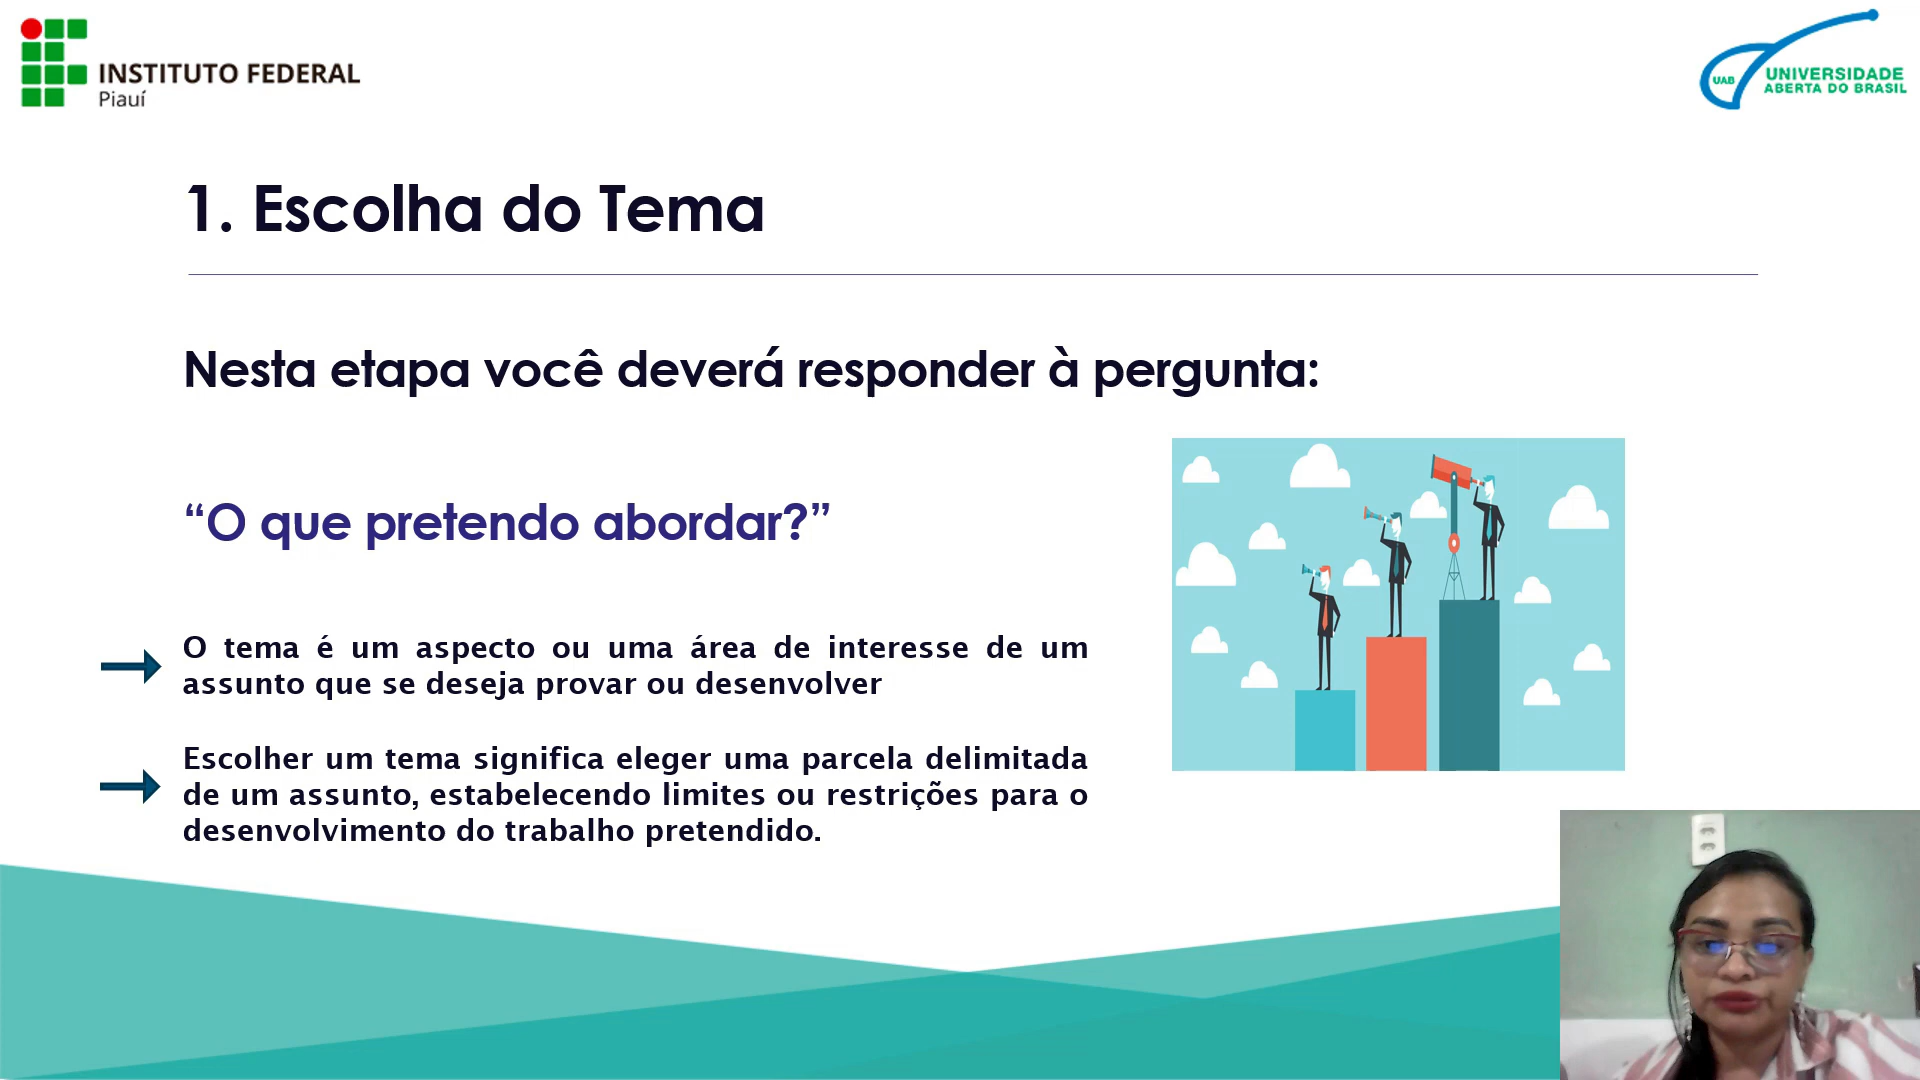 INSTITUTO FEDERAL
Piauí
UAB
UNIVERSIDADE
ABERTA DO BRASIL
1. Escolha do Tema
Nesta etapa você deverá responder à pergunta:
“O que pretendo abordar?”
O tema é um aspecto ou uma área de interesse de um
assunto que se deseja provar ou desenvolver
Escolher um tema significa eleger uma parcela delimitada
de um assunto, estabelecendo limites ou restrições para o
desenvolvimento do trabalho pretendido.